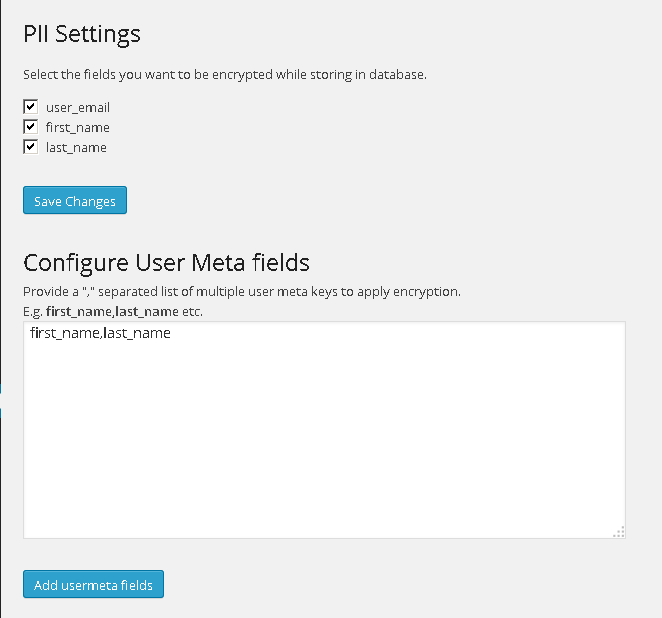 PII Settings
Select the fields you want to be encrypted while storing in database.
user_email
first_name
last_name
Save Changes
Configure User Meta fields
Provide a "," separated list of multiple user meta keys to apply encryption.
E.g. first_name,last_name etc.
first_name,last_name
Add usermeta fields